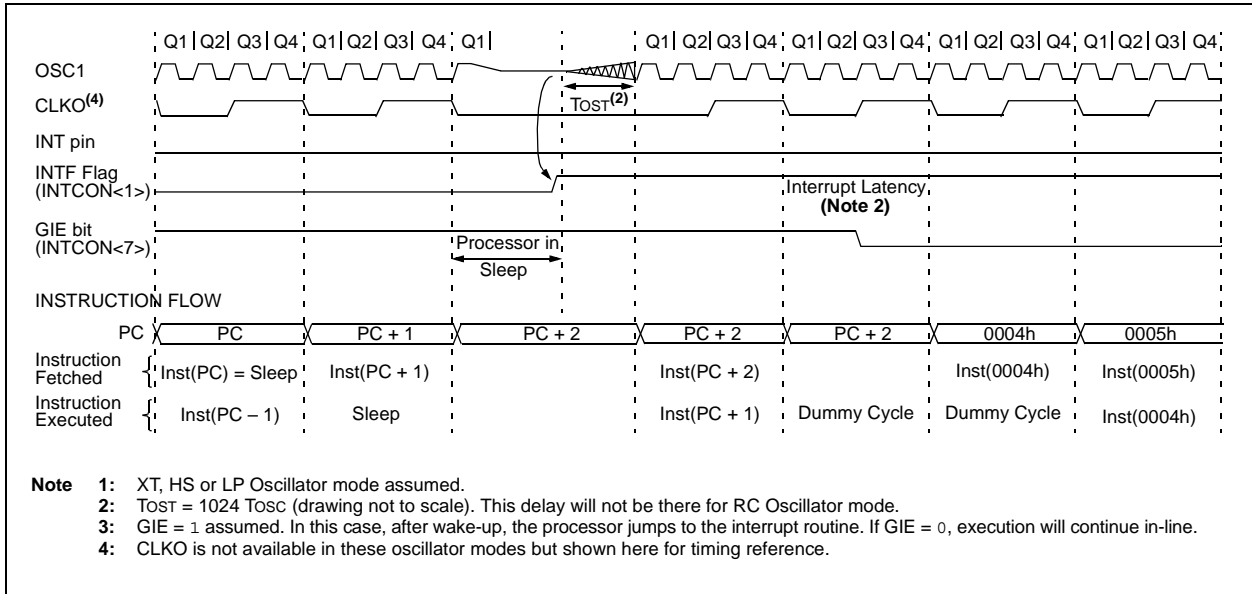 Q1 Q2 Q3 Q4 Q1 Q2 Q3 Q4 Q1 Q1 Q2 Q3 Q4 Q1 Q2 Q3 Q4 Q1 Q2 Q3 Q4 Q1 Q2 Q3 Q4
OSC1
CLKO(4)
TOST(2)
INT pin
INTF Flag
(INTCON<1>)
Interrupt Latency
(Note 2)
GIE bit
(INTCON<7>)
Processor in
Sleep
INSTRUCTION FLOW
PC PC PC + 1 PC + 2 PC + 2 PC + 2 0004h 0005h
Instruction
Fetched
Inst(PC) = Sleep Inst(PC + 1) Inst(PC + 2) Inst(0004h) Inst(0005h)
Instruction
Executed
Inst(PC – 1) Sleep Inst(PC + 1) Dummy Cycle Dummy Cycle Inst(0004h)
Note 1: XT, HS or LP Oscillator mode assumed.
2: TOST = 1024 TOSC (drawing not to scale). This delay will not be there for RC Oscillator mode.
3: GIE = 1 assumed. In this case, after wake-up, the processor jumps to the interrupt routine. If GIE = 0, execution will continue in-line.
4: CLKO is not available in these oscillator modes but shown here for timing reference.